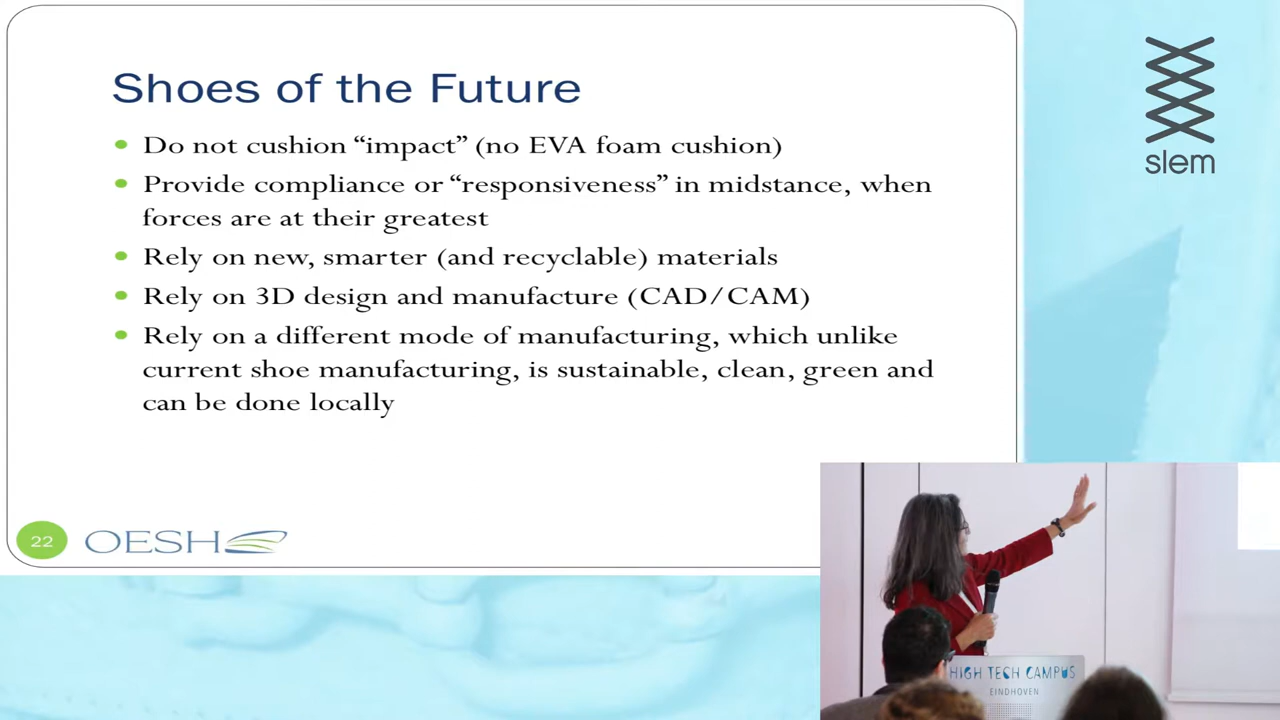 Shoes of the Future
Do not cushion “impact” (no EVA foam cushion)
Provide compliance or “responsiveness” in midstance, when
forces are at their greatest
Rely on new, smarter (and recyclable) materials
Rely on 3D design and manufacture (CAD/CAM)
Rely on a different mode of manufacturing, which unlike
current shoe manufacturing, is sustainable, clean, green and
can be done locally
22
OESH
slem
HIGH TECH CAMPUS
EINDHOVEN